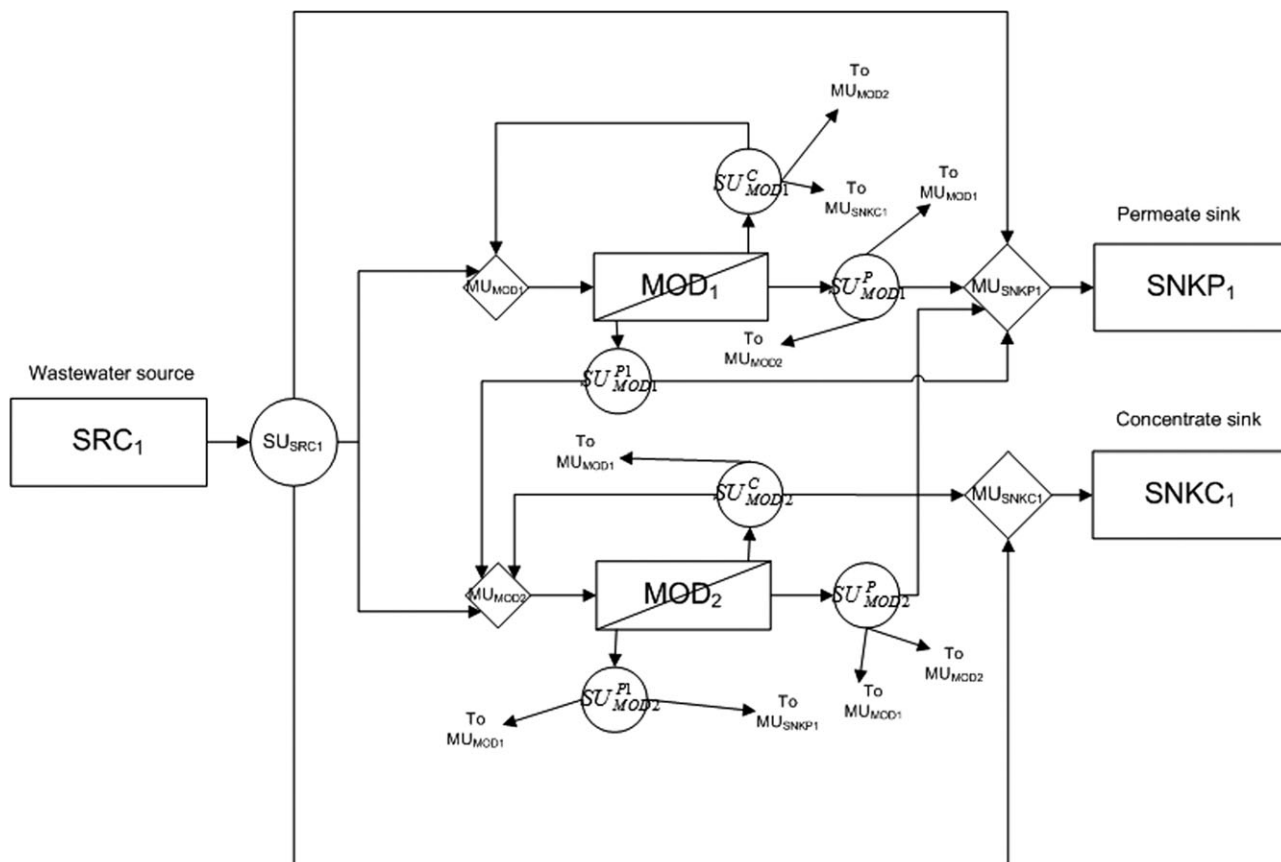 To
MU_MOD2
SU^C_MOD1
To
MU_SNKC1
To
MU_MOD1
Permeate sink
MU_MOD1
MOD₁
SU^P_MOD1
MU_SNKP1
SNKP₁
To
MU_MOD2
Wastewater source
SU^P1_MOD1
SRC₁
SU_SRC1
Concentrate sink
To
MU_MOD1
SU^C_MOD2
MU_SNKC1
SNKC₁
MU_MOD2
MOD₂
SU^P_MOD2
To
MU_MOD2
To
MU_MOD1
SU^P1_MOD2
To
MU_MOD1
To
MU_SNKP1